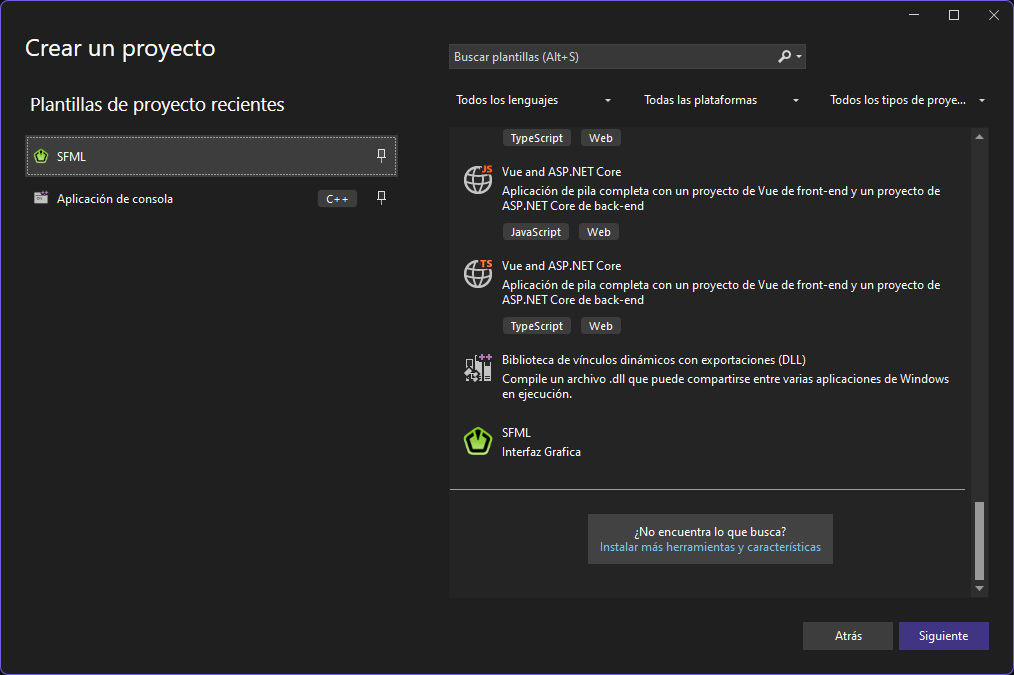 Crear un proyecto
Plantillas de proyecto recientes
SFML
Aplicación de consola
C++
Buscar plantillas (Alt+S)
Todos los lenguajes
Todas las plataformas
Todos los tipos de proye...
TypeScript
Web
JS
Vue and ASP.NET Core
Aplicación de pila completa con un proyecto de Vue de front-end y un proyecto de
ASP.NET Core de back-end
JavaScript
Web
TS
Vue and ASP.NET Core
Aplicación de pila completa con un proyecto de Vue de front-end y un proyecto de
ASP.NET Core de back-end
TypeScript
Web
++
Biblioteca de vínculos dinámicos con exportaciones (DLL)
Compile un archivo .dll que puede compartirse entre varias aplicaciones de Windows
en ejecución.
SFML
Interfaz Grafica
¿No encuentra lo que busca?
Instalar más herramientas y características
Atrás
Siguiente